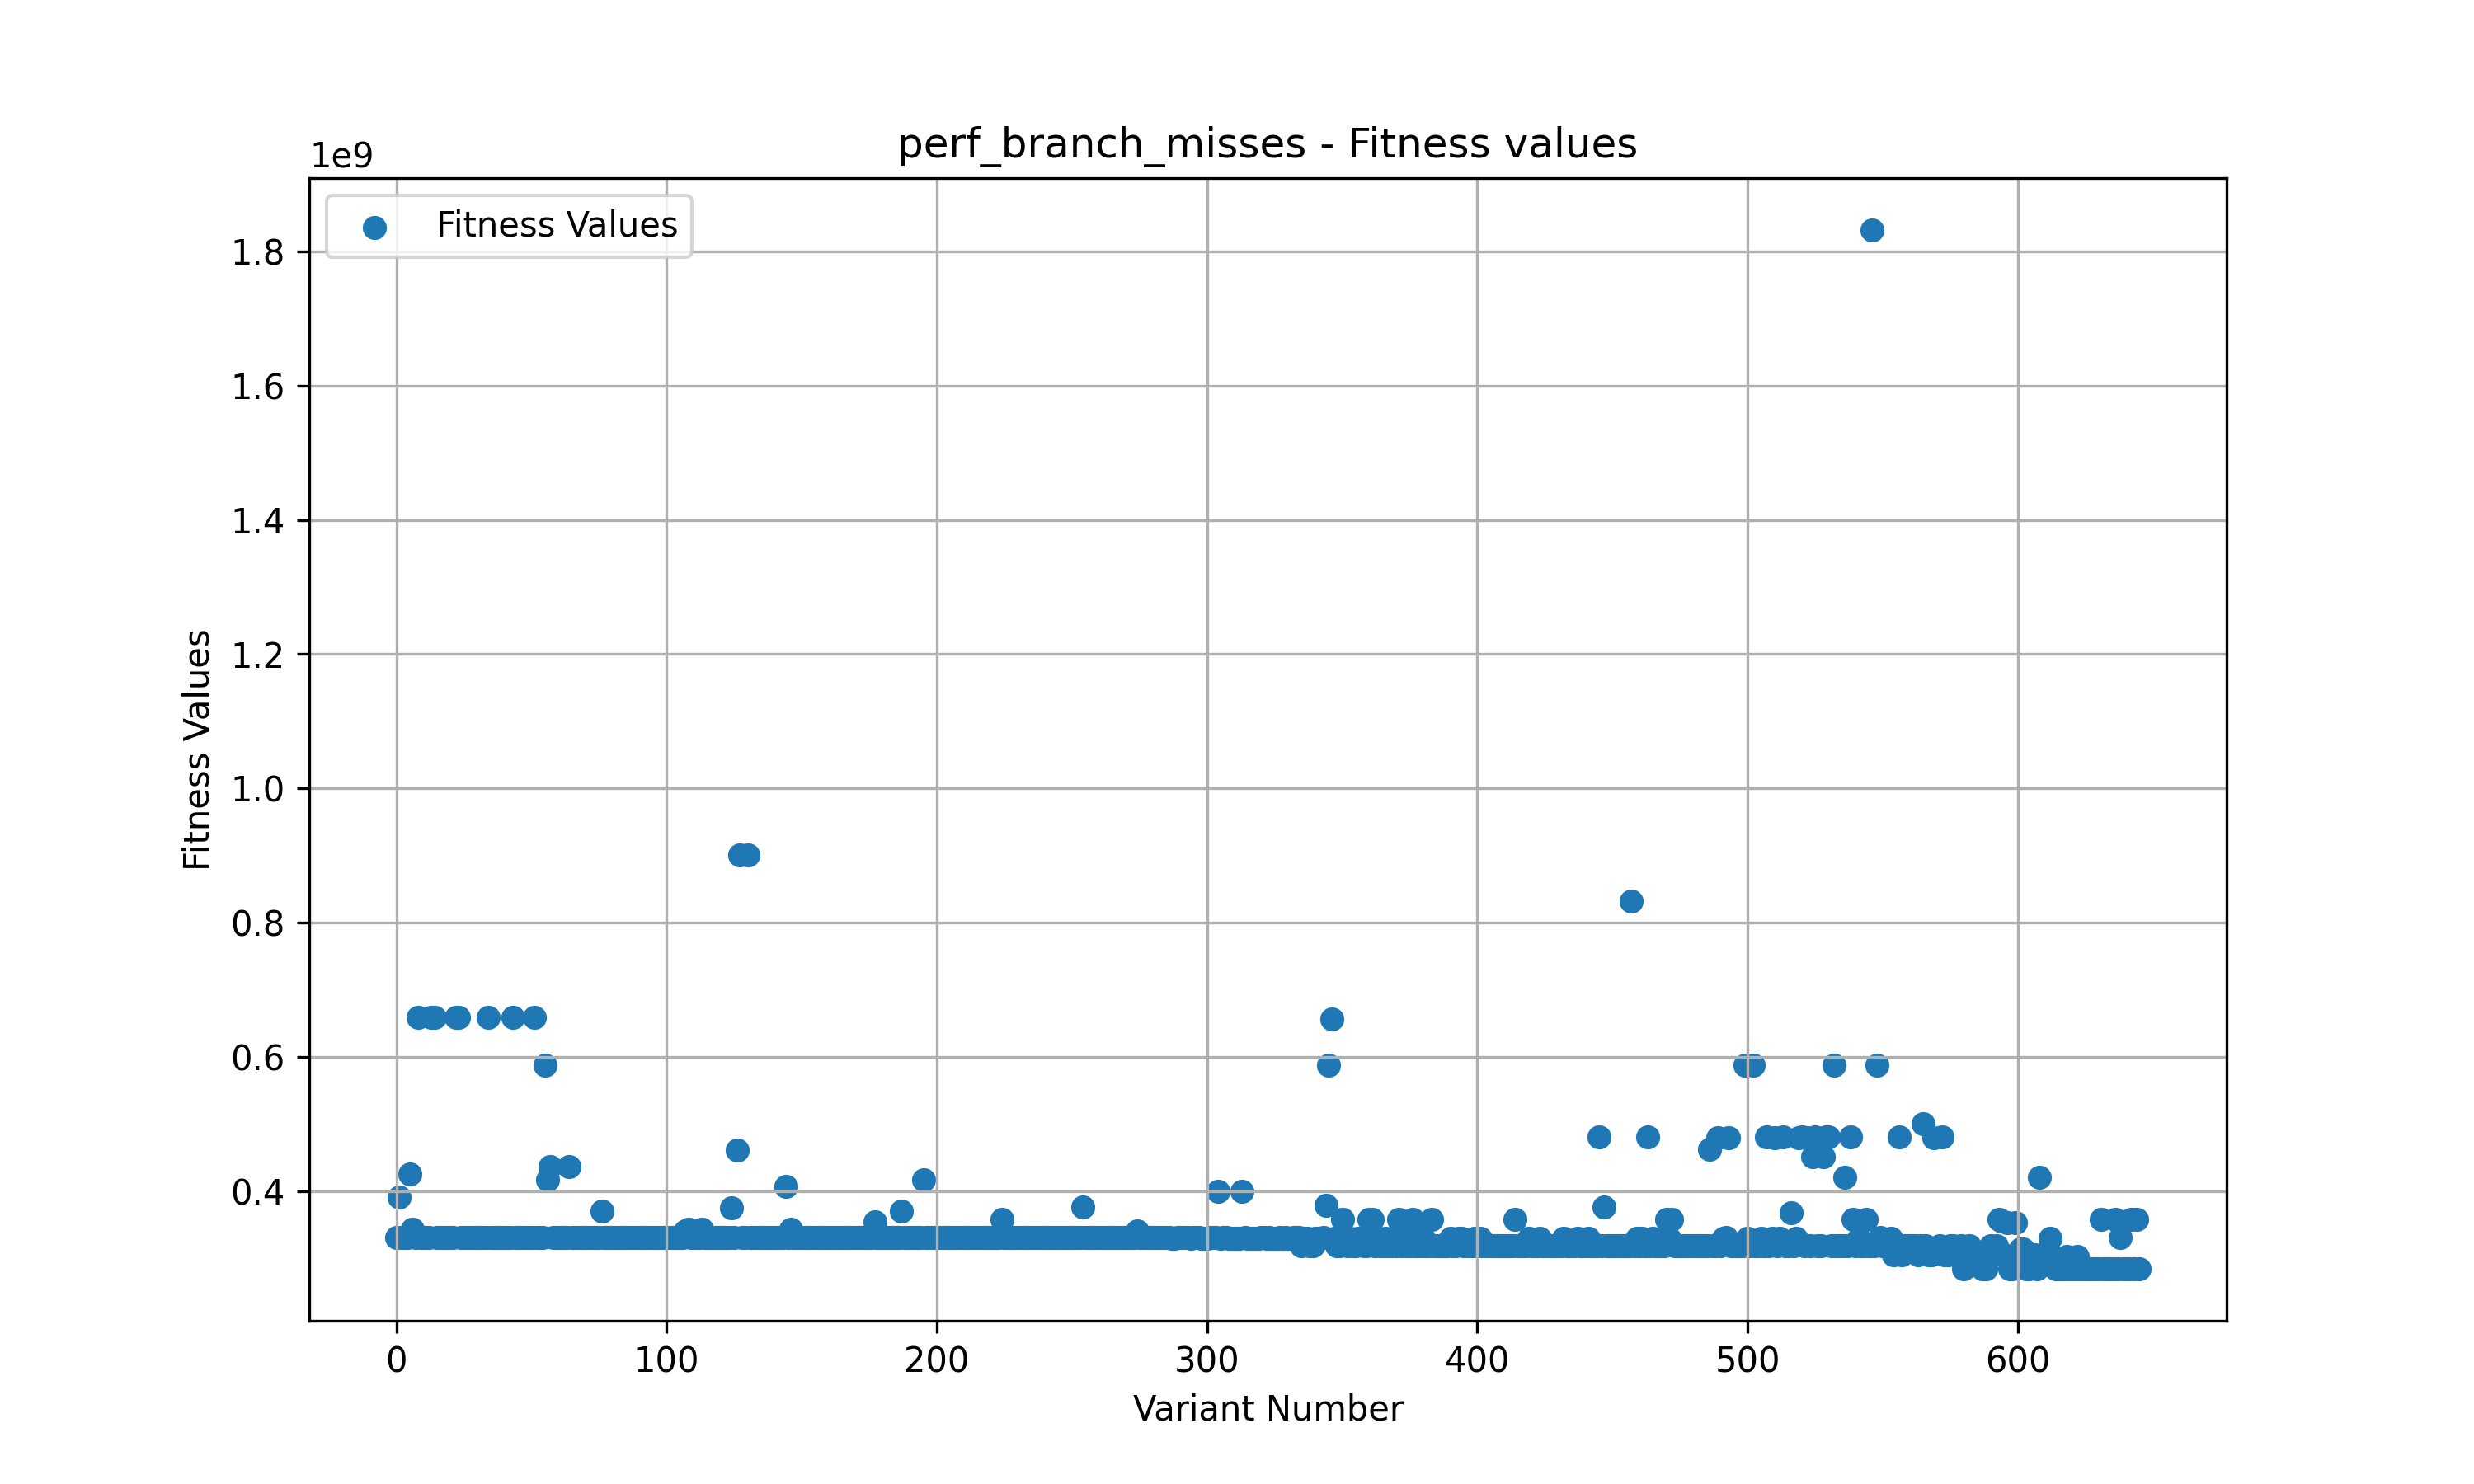 perf_branch_misses - Fitness values
1e9
Fitness Values
1.8
1.6
1.4
1.2
1.0
0.8
0.6
0.4
Fitness Values
0 100 200 300 400 500 600
Variant Number